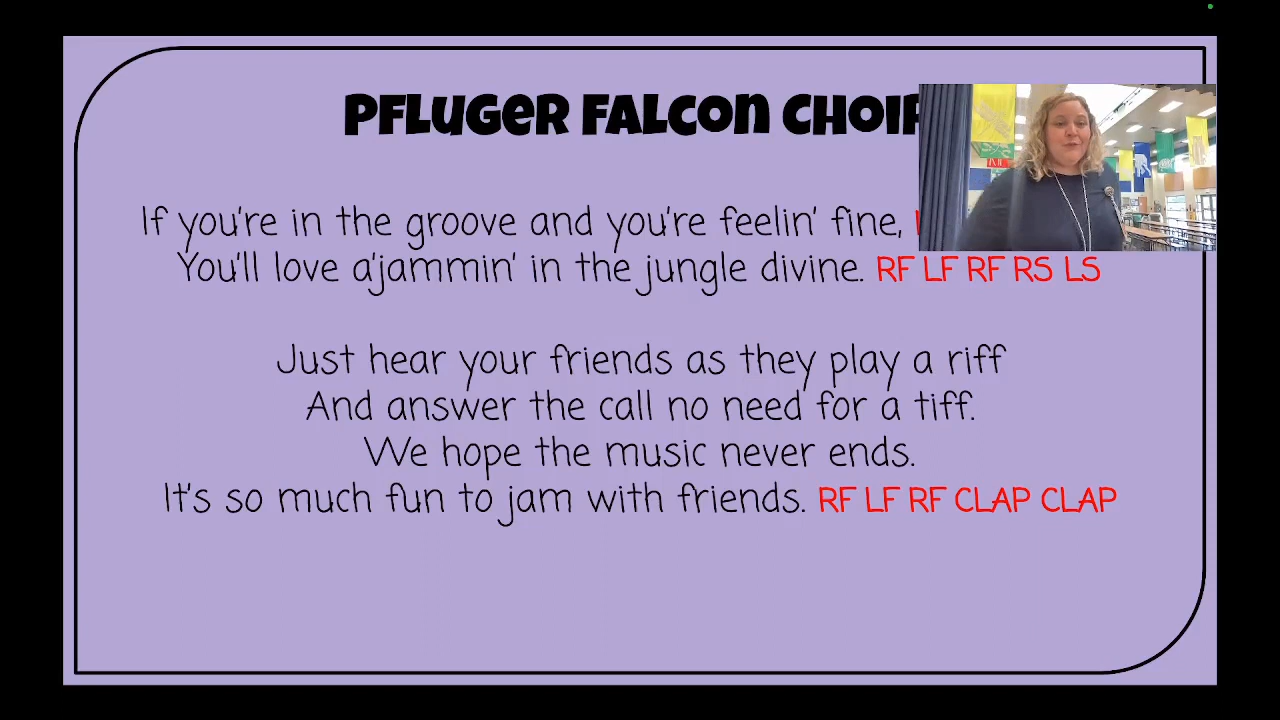 PFLUGER FALCON
If you're in the groove and you're feelin' fine,
You'll love a'jammin' in the jungle divine. RF LF RF RS LS
Just hear your friends as they play a riff
And answer the call no need for a tiff.
We hope the music never ends.
It's so much fun to jam with friends. RF LF RF CLAP CLAP